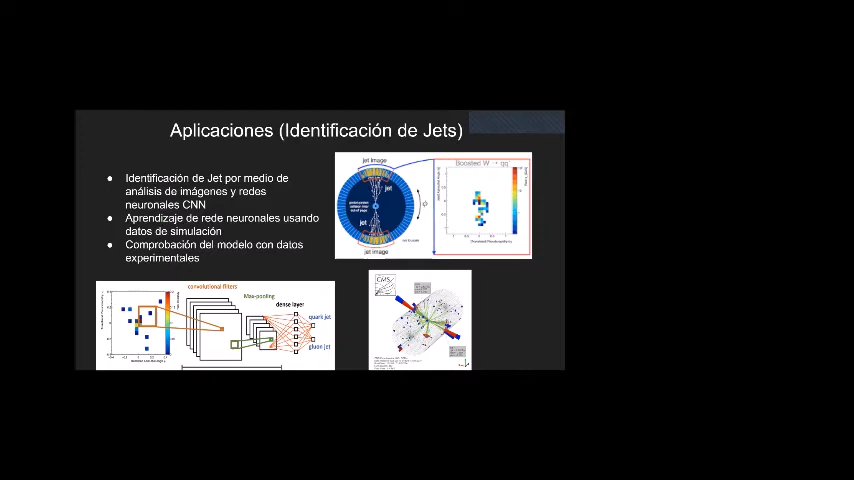 Aplicaciones (Identificación de Jets)
● Identificación de Jet por medio de
análisis de imágenes y redes
neuronales CNN
● Aprendizaje de rede neuronales usando
datos de simulación
● Comprobación del modelo con datos
experimentales
jet image
jet
jet
jet image
Boosted W → qq'
convolutional filters
Max-pooling
dense layer
quark jet
gluon jet
CMS